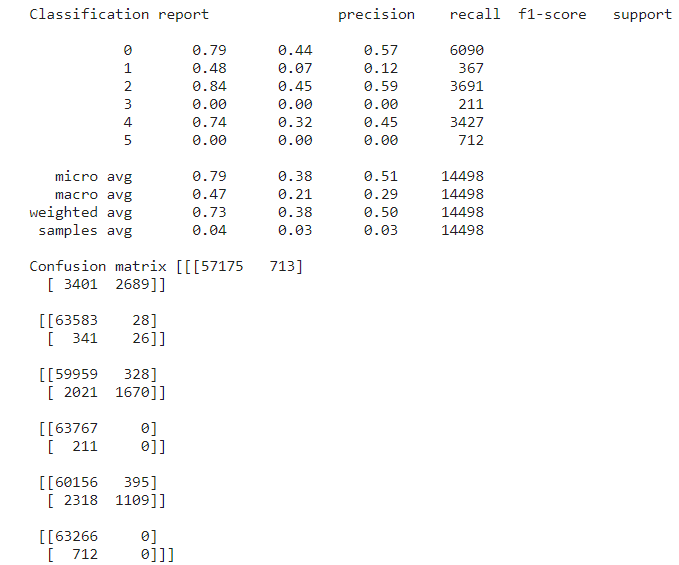 Classification report               precision    recall  f1-score   support
0       0.79      0.44      0.57      6090
1       0.48      0.07      0.12       367
2       0.84      0.45      0.59      3691
3       0.00      0.00      0.00       211
4       0.74      0.32      0.45      3427
5       0.00      0.00      0.00       712
micro avg       0.79      0.38      0.51     14498
macro avg       0.47      0.21      0.29     14498
weighted avg       0.73      0.38      0.50     14498
samples avg       0.04      0.03      0.03     14498
Confusion matrix [[[57175   713]
[ 3401  2689]]
[[63583    28]
[  341    26]]
[[59959   328]
[ 2021  1670]]
[[63767     0]
[  211     0]]
[[60156   395]
[ 2318  1109]]
[[63266     0]
[  712     0]]]